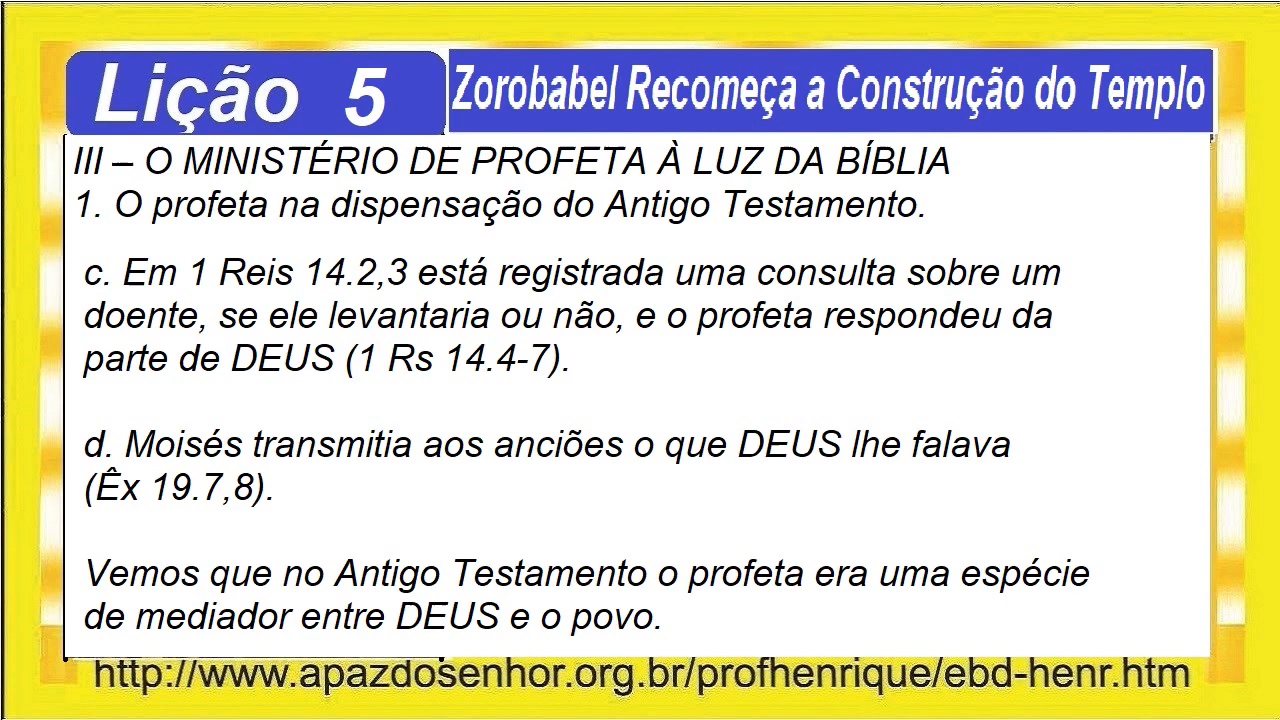 Lição 5
Zorobabel Recomeça a Construção do Templo
III – O MINISTÉRIO DE PROFETA À LUZ DA BÍBLIA
1. O profeta na dispensação do Antigo Testamento.
c. Em 1 Reis 14.2,3 está registrada uma consulta sobre um
doente, se ele levantaria ou não, e o profeta respondeu da
parte de DEUS (1 Rs 14.4-7).
d. Moisés transmitia aos anciões o que DEUS lhe falava
(Êx 19.7,8).
Vemos que no Antigo Testamento o profeta era uma espécie
de mediador entre DEUS e o povo.
http://www.apazdosenhor.org.br/profhenrique/ebd-henr.htm